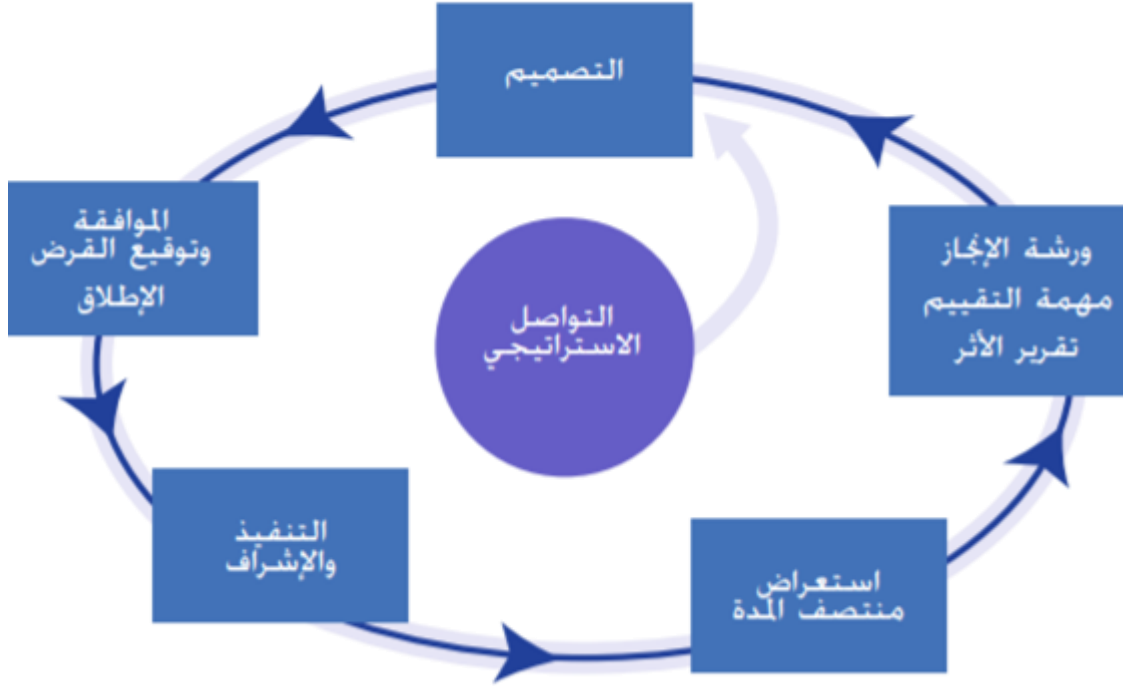 التصميم
الموافقة
وتوقيع القرض
الإطلاق
ورشة الإنجاز
مهمة التقييم
تقرير الأثر
التواصل
الاستراتيجي
التنفيذ
والإشراف
استعراض
منتصف المدة